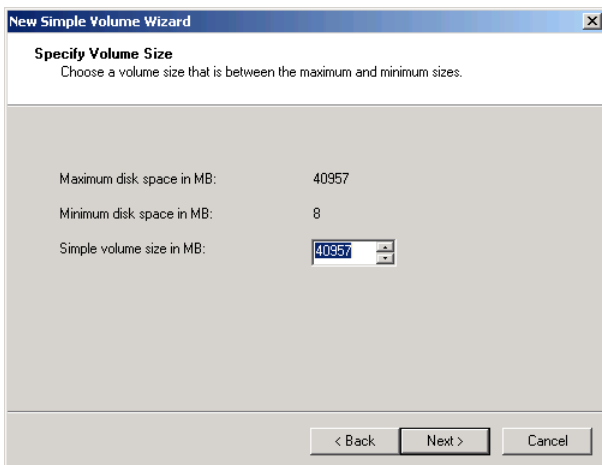 New Simple Volume Wizard
Specify Volume Size
Choose a volume size that is between the maximum and minimum sizes.
Maximum disk space in MB: 40957
Minimum disk space in MB: 8
Simple volume size in MB: 40957
< Back Next > Cancel